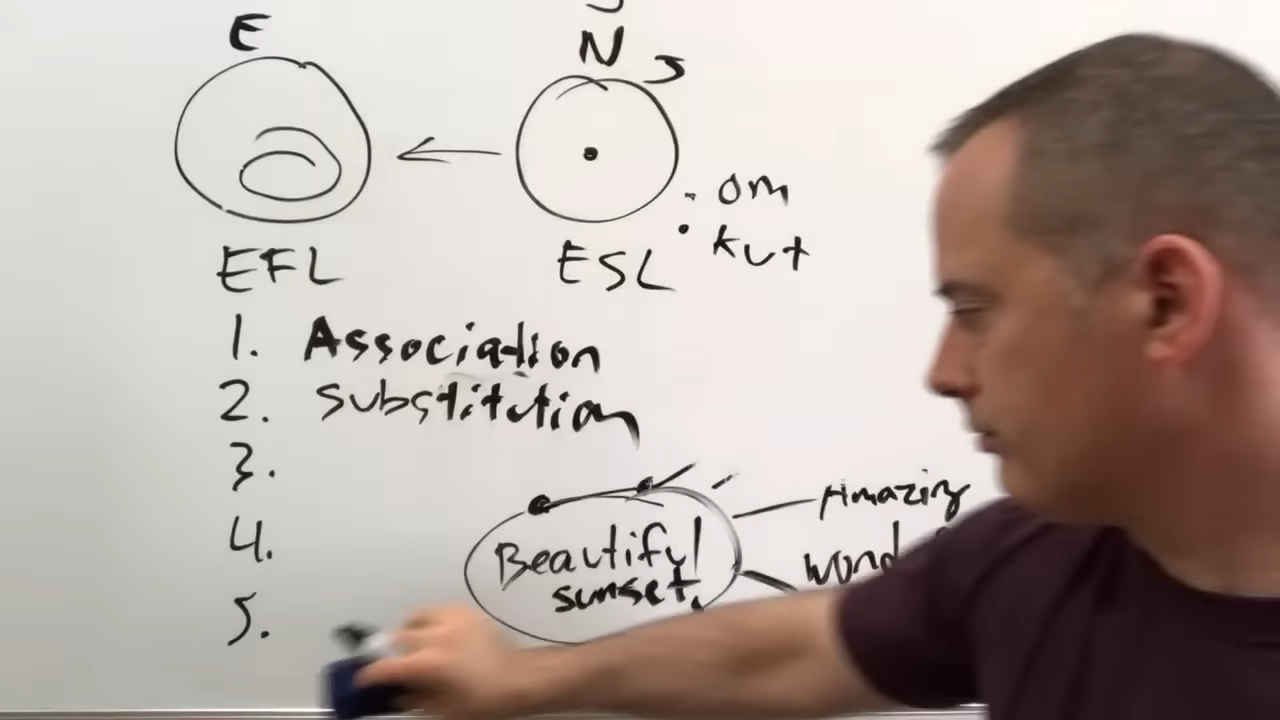 E
N S
om
kut
EFL
ESL
1. Association
2. Substitution
3.
4.
5.
Amazing
Beautiful
sunset